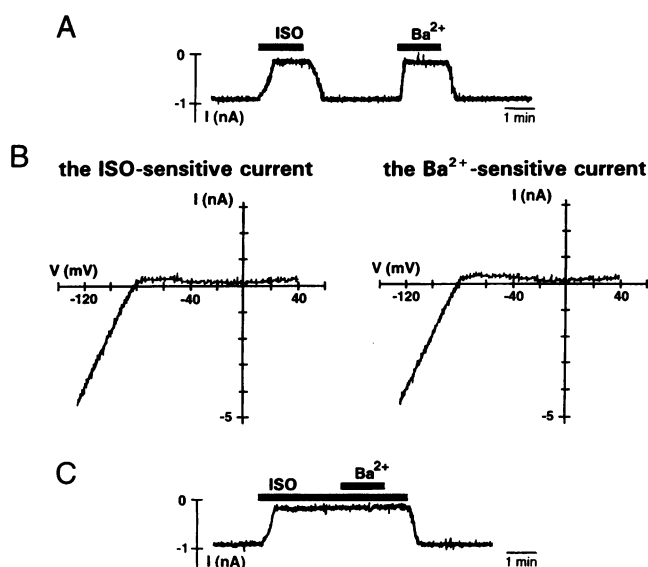 A
ISO
Ba2+
0
-1
I (nA)
1 min
B
the ISO-sensitive current
the Ba2+-sensitive current
I (nA)
I (nA)
V (mV)
V (mV)
-120
-40
40
-120
-40
40
-5
-5
C
Ba2+
ISO
0
-1
I (nA)
1 min